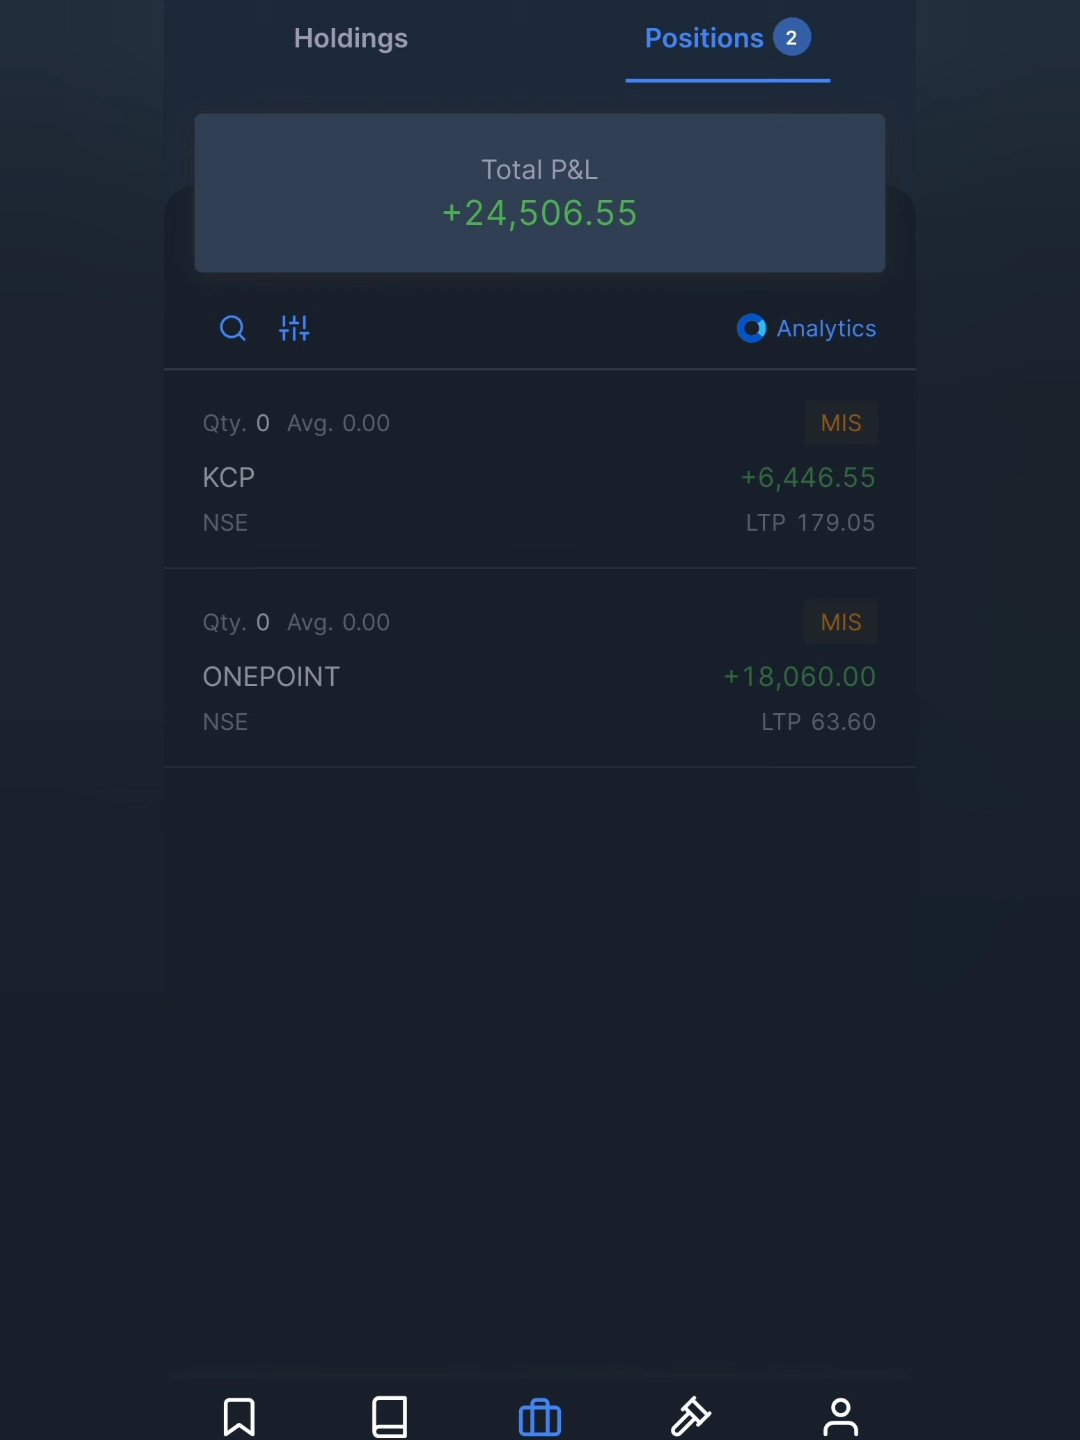 Holdings
Positions 2
Total P&L
+24,506.55
Analytics
Qty. 0 Avg. 0.00 MIS
KCP +6,446.55
NSE LTP 179.05
Qty. 0 Avg. 0.00 MIS
ONEPOINT +18,060.00
NSE LTP 63.60